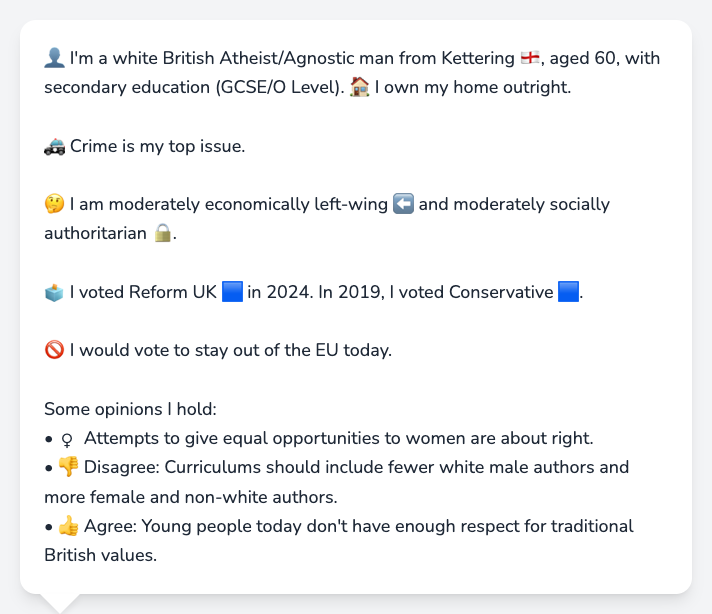 👤 I'm a white British Atheist/Agnostic man from Kettering 🏴󠁧󠁢󠁥󠁮󠁧󠁿, aged 60, with
secondary education (GCSE/O Level). 🏠 I own my home outright.
🚓 Crime is my top issue.
🤔 I am moderately economically left-wing ⬅️ and moderately socially
authoritarian 🔒.
🗳️ I voted Reform UK 🟦 in 2024. In 2019, I voted Conservative 🟦.
🚫 I would vote to stay out of the EU today.
Some opinions I hold:
• ♀ Attempts to give equal opportunities to women are about right.
• 👎 Disagree: Curriculums should include fewer white male authors and
more female and non-white authors.
• 👍 Agree: Young people today don't have enough respect for traditional
British values.